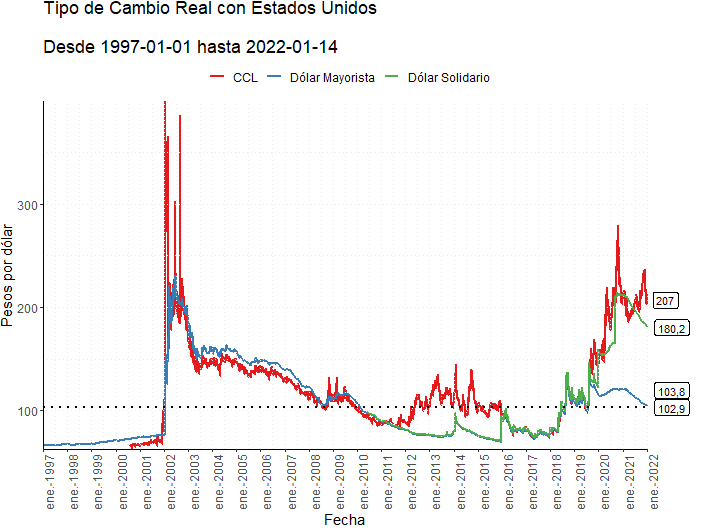 Tipo de Cambio Real con Estados Unidos
Desde 1997-01-01 hasta 2022-01-14
CCL Dólar Mayorista Dólar Solidario
Pesos por dólar
300
200
100
207
180,2
103,8
102,9
ene.-1997
ene.-1998
ene.-1999
ene.-2000
ene.-2001
ene.-2002
ene.-2003
ene.-2004
ene.-2005
ene.-2006
ene.-2007
ene.-2008
ene.-2009
ene.-2010
ene.-2011
ene.-2012
ene.-2013
ene.-2014
ene.-2015
ene.-2016
ene.-2017
ene.-2018
ene.-2019
ene.-2020
ene.-2021
ene.-2022
Fecha